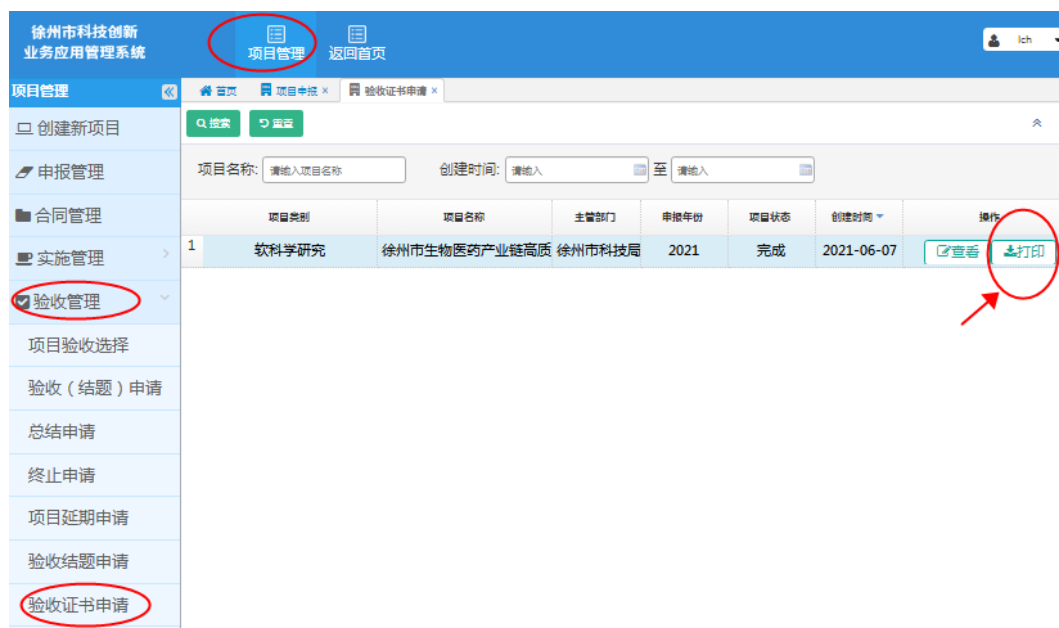 徐州市科技创新
业务应用管理系统
项目管理
返回首页
lch
项目管理
首页
项目申报 ×
验收证书申请 ×
创建新项目
申报管理
合同管理
实施管理
验收管理
项目验收选择
验收（结题）申请
总结申请
终止申请
项目延期申请
验收结题申请
验收证书申请
搜索
重置
项目名称: 请输入项目名称
创建时间: 请输入 至 请输入
项目类别 项目名称 主管部门 申报年份 项目状态 创建时间 操作
1 软科学研究 徐州市生物医药产业链高质 徐州市科技局 2021 完成 2021-06-07 查看 打印